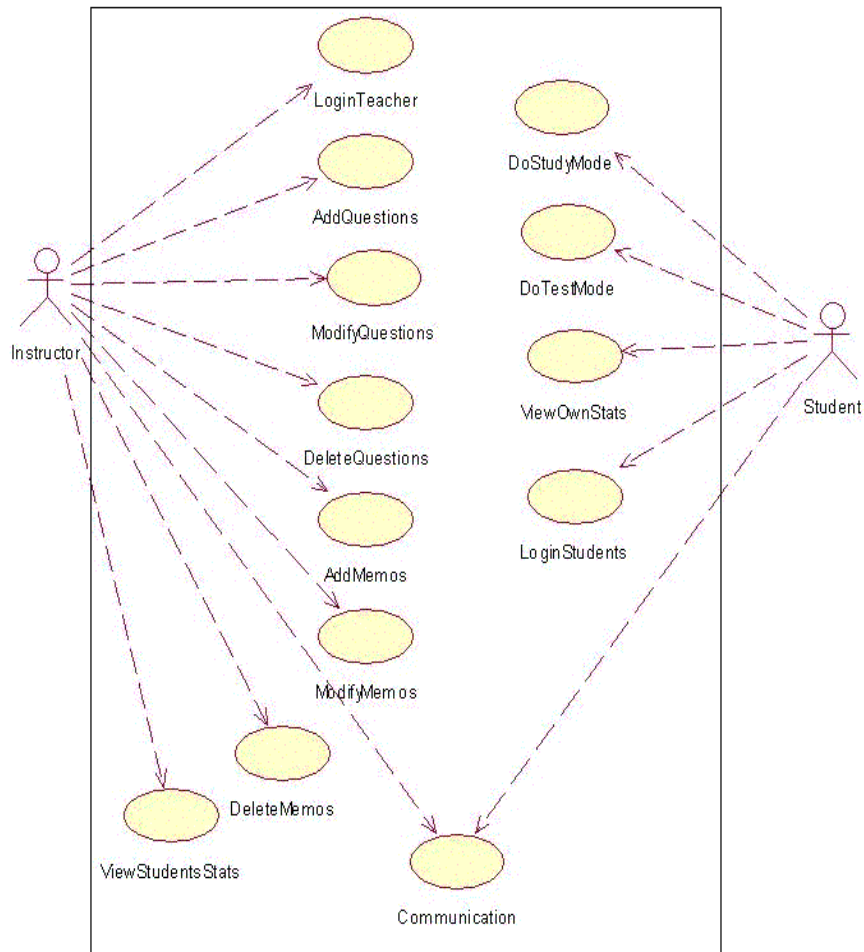 LoginTeacher
DoStudyMode
AddQuestions
DoTestMode
ModifyQuestions
Instructor
ViewOwnStats
Student
DeleteQuestions
LoginStudents
AddMemos
ModifyMemos
DeleteMemos
ViewStudentsStats
Communication